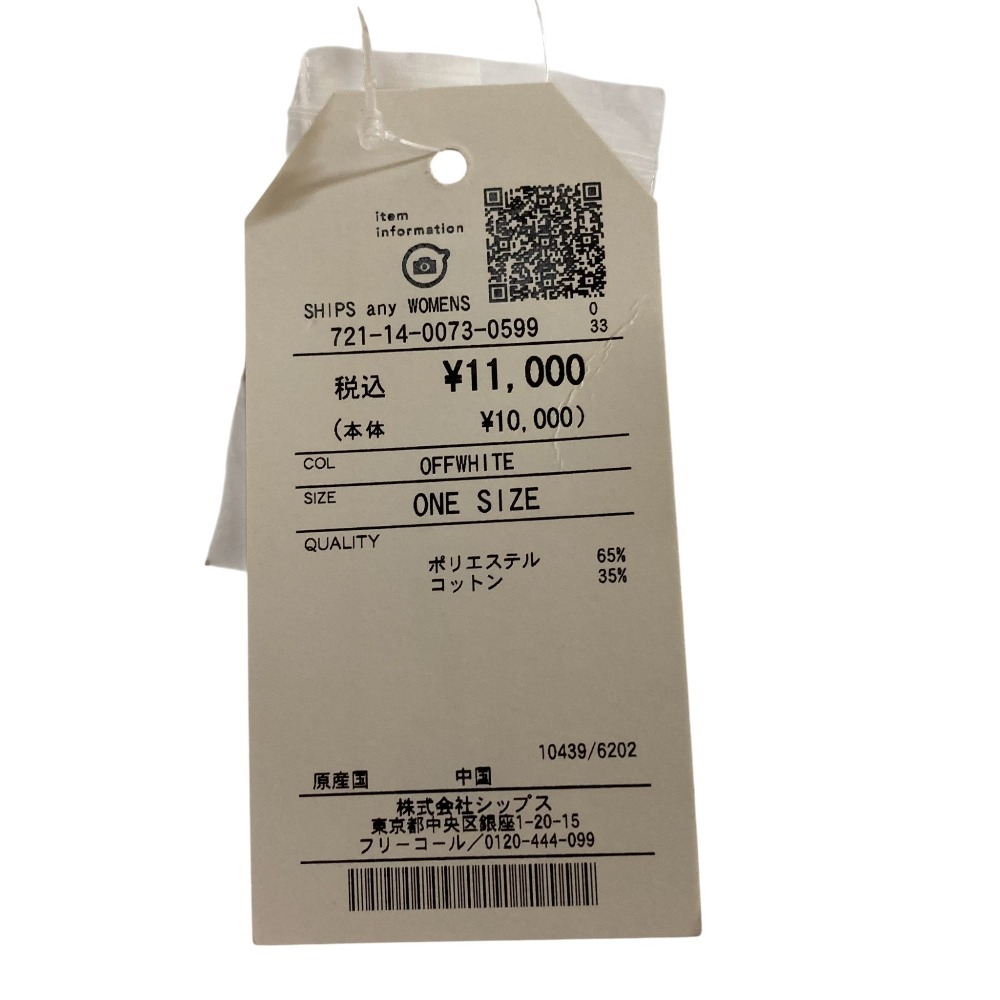 item
information
SHIPS any WOMENS
0
721-14-0073-0599
33
税込 ¥11,000
(本体 ¥10,000)
COL OFFWHITE
SIZE ONE SIZE
QUALITY
ポリエステル 65%
コットン 35%
10439/6202
原産国 中国
株式会社シップス
東京都中央区銀座1-20-15
フリーコール／0120-444-099